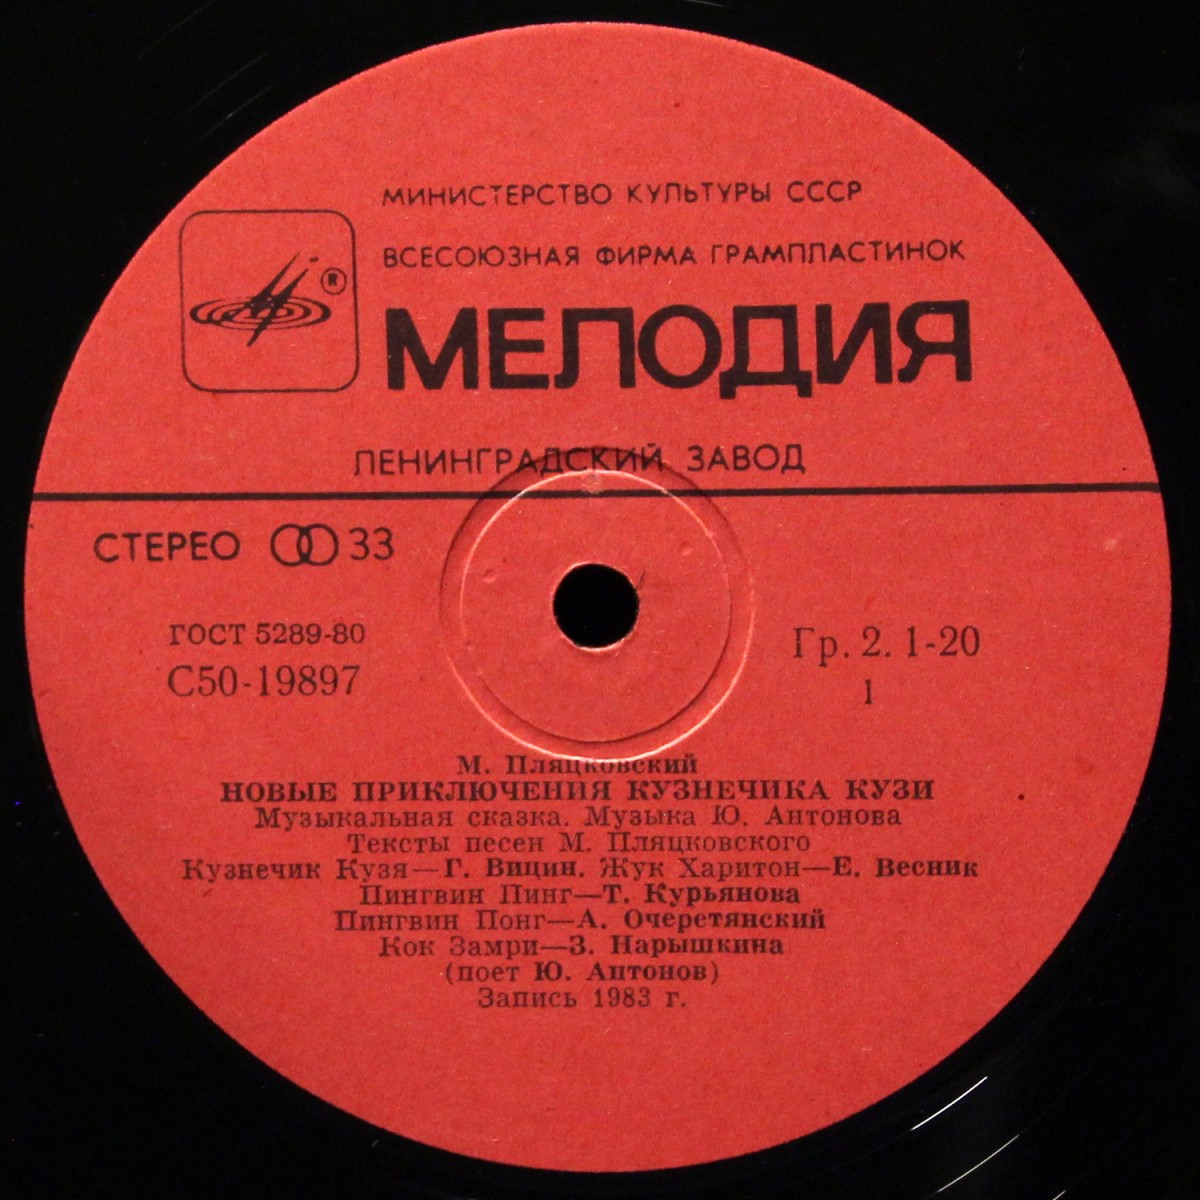 МИНИСТЕРСТВО КУЛЬТУРЫ СССР
ВСЕСОЮЗНАЯ ФИРМА ГРАМПЛАСТИНОК
®
МЕЛОДИЯ
ЛЕНИНГРАДСКИЙ ЗАВОД
СТЕРЕО 33
ГОСТ 5289-80
С50-19897
Гр. 2. 1-20
1
М. Пляцковский
НОВЫЕ ПРИКЛЮЧЕНИЯ КУЗНЕЧИКА КУЗИ
Музыкальная сказка. Музыка Ю. Антонова
Тексты песен М. Пляцковского
Кузнечик Кузя—Г. Вицин. Жук Харитон—Е. Весник
Пингвин Пинг—Т. Курьянова
Пингвин Понг—А. Очеретянский
Кок Замри—З. Нарышкина
(поет Ю. Антонов)
Запись 1983 г.